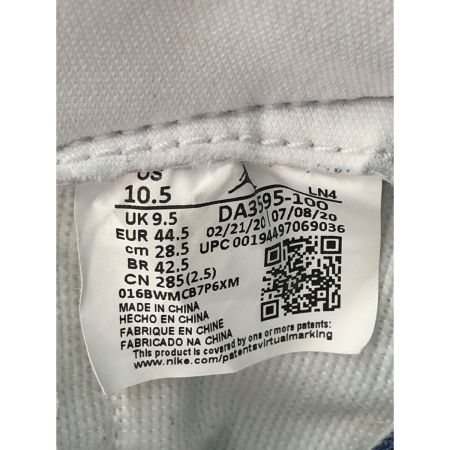 US
10.5
UK 9.5
EUR 44.5
cm 28.5
BR 42.5
CN 285(2.5)
016BWMCB7P6XM
LN4
DA3595-100
02/21/20 07/08/20
UPC 00194497069036
MADE IN CHINA
HECHO EN CHINA
FABRIQUE EN CHINE
FABRICADO NA CHINA
This product is covered by one or more patents:
www.nike.com/patentsvirtualmarking